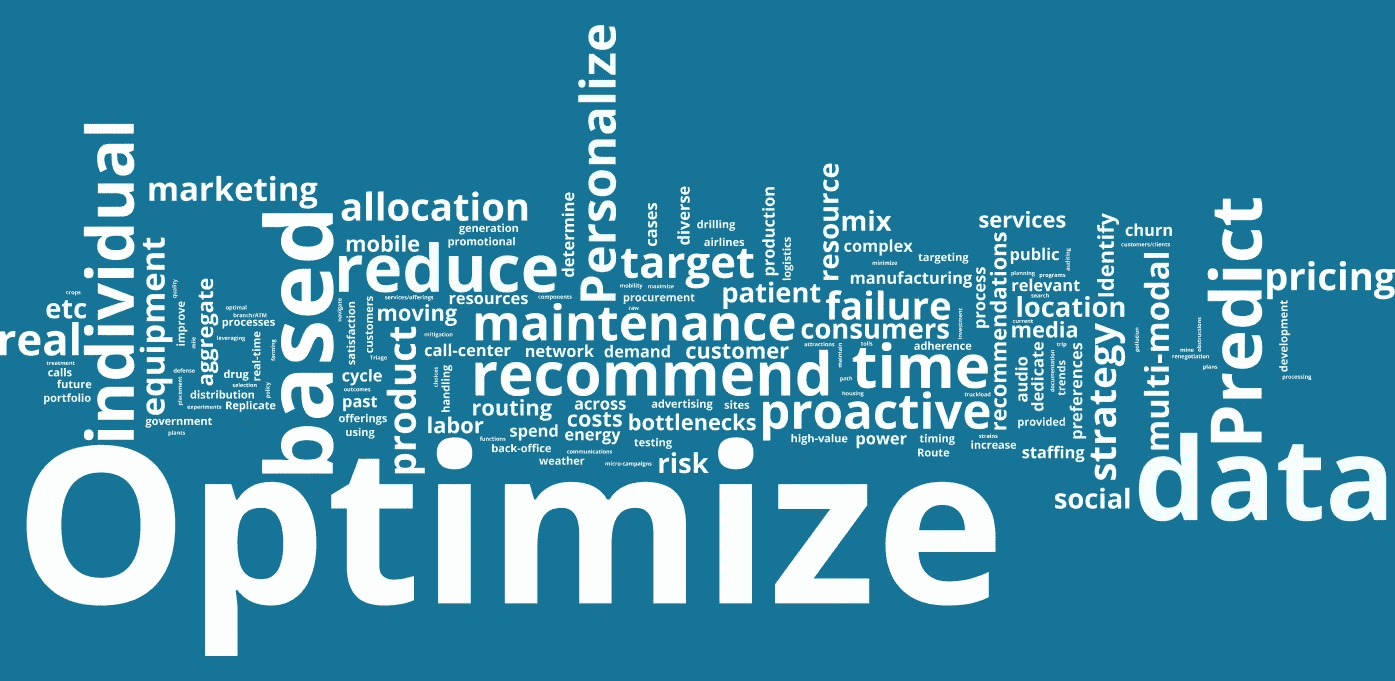 Personalize
individual
marketing
allocation
generation
promotional
mobile
reduce
determine
cases
diverse
drilling
airlines
production
logistics
resource
mix
complex
minimize
targeting
manufacturing
services
public
planning
programs
auditing
relevant
search
location
current
media
Identify
churn
customers/clients
multi-modal
Predict
pricing
development
processing
crops
etc
real
treatment
calls
future
portfolio
equipment
quality
improve
mile
aggregate
optimal
branch/ATM
processes
leveraging
real-time
farming
drug
selection
policy
defense
placement
distribution
experiments
Replicate
government
plants
based
navigate
satisfaction
customers
services/offerings
resources
components
moving
mitigation
Triage
cycle
outcomes
past
offerings
using
product
call-center
choices
handling
target
mobility
maximize
procurement
raw
patient
failure
maintenance
consumers
investment
process
recommendations
network
demand
customer
attractions
tolls
adherence
maintain
recommend
path
time
housing
truckload
audio
dedicate
documentation
trip
trends
preferences
strategy
pollution
mine
renegotiation
obstructions
plans
routing
across
advertising
sites
proactive
provided
labor
costs
bottlenecks
functions
spend
energy
back-office
communications
testing
high-value
power
timing
Route
strains
increase
staffing
weather
micro-campaigns
risk
social
data
Optimize